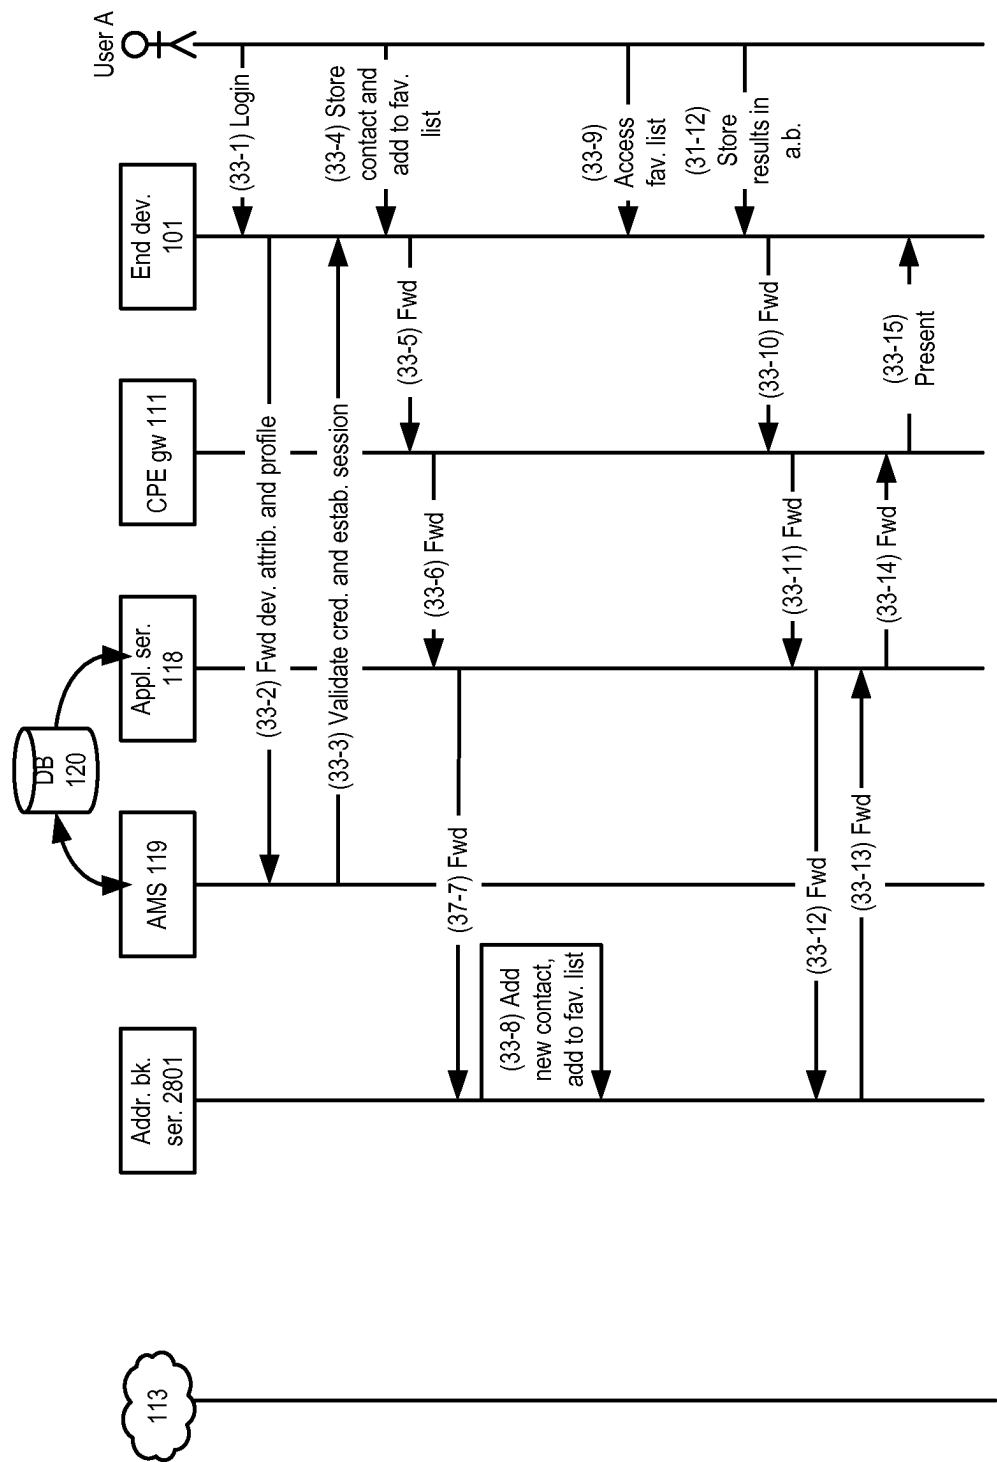 User A
End dev.
101
CPE gw 111
Appl. ser.
118
DB
120
AMS 119
Addr. bk.
ser. 2801
113
(33-1) Login
(33-2) Fwd dev. attrib. and profile
(33-3) Validate cred. and estab. session
(33-4) Store
contact and
add to fav.
list
(33-5) Fwd
(33-6) Fwd
(37-7) Fwd
(33-8) Add
new contact,
add to fav. list
(33-9)
Access
fav. list
(31-12)
Store
results in
a.b.
(33-10) Fwd
(33-11) Fwd
(33-12) Fwd
(33-13) Fwd
(33-14) Fwd
(33-15)
Present